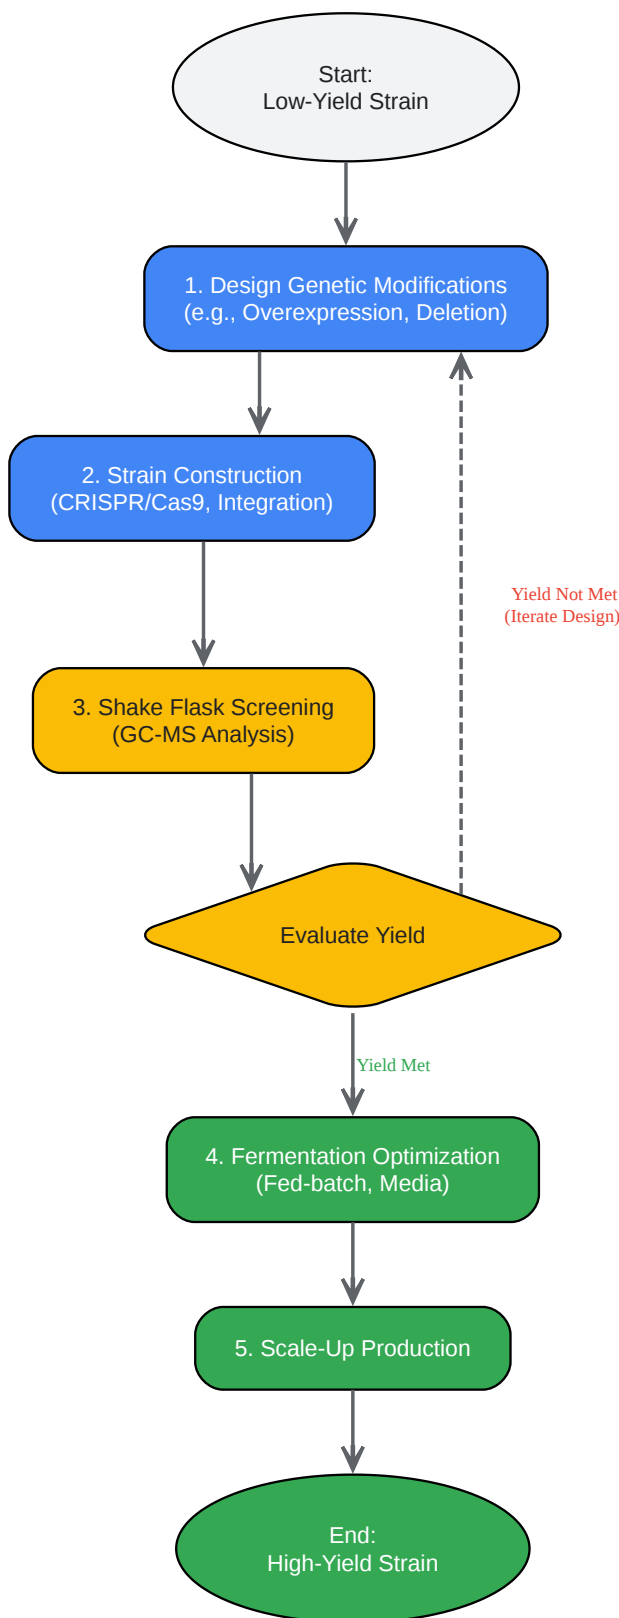 Start:
Low-Yield Strain
1. Design Genetic Modifications
(e.g., Overexpression, Deletion)
2. Strain Construction
(CRISPR/Cas9, Integration)
Yield Not Met
(Iterate Design)
3. Shake Flask Screening
(GC-MS Analysis)
Evaluate Yield
Yield Met
4. Fermentation Optimization
(Fed-batch, Media)
5. Scale-Up Production
End:
High-Yield Strain